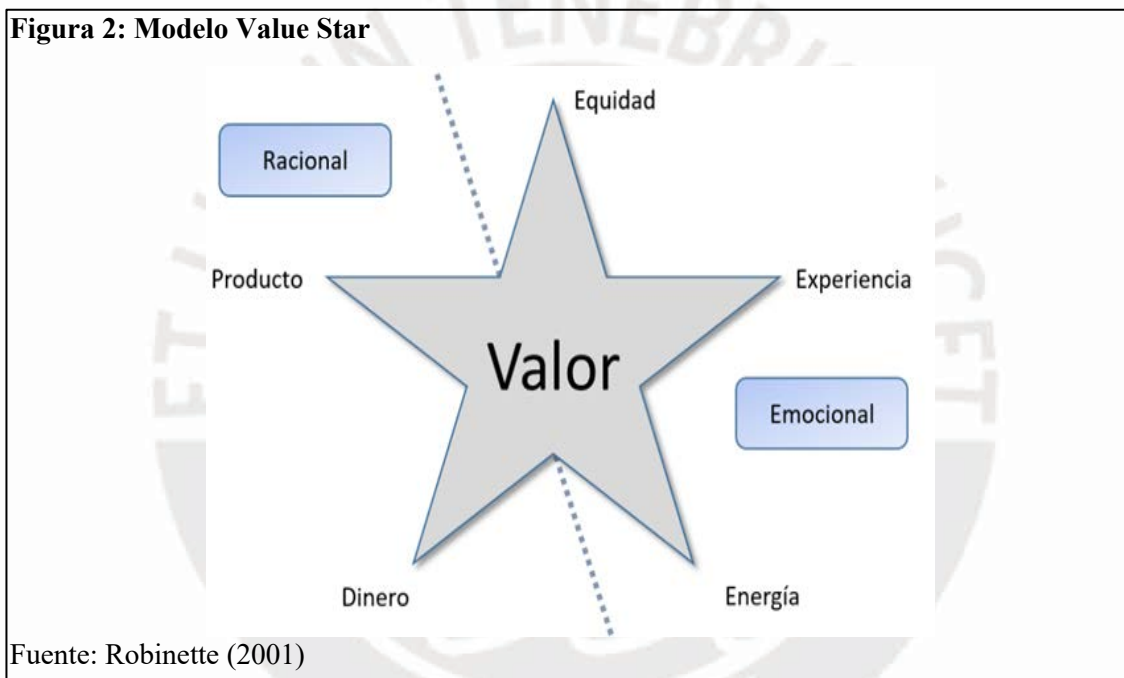 Figura 2: Modelo Value Star
Equidad
Racional
Producto
Experiencia
Valor
Emocional
Dinero
Energía
Fuente: Robinette (2001)